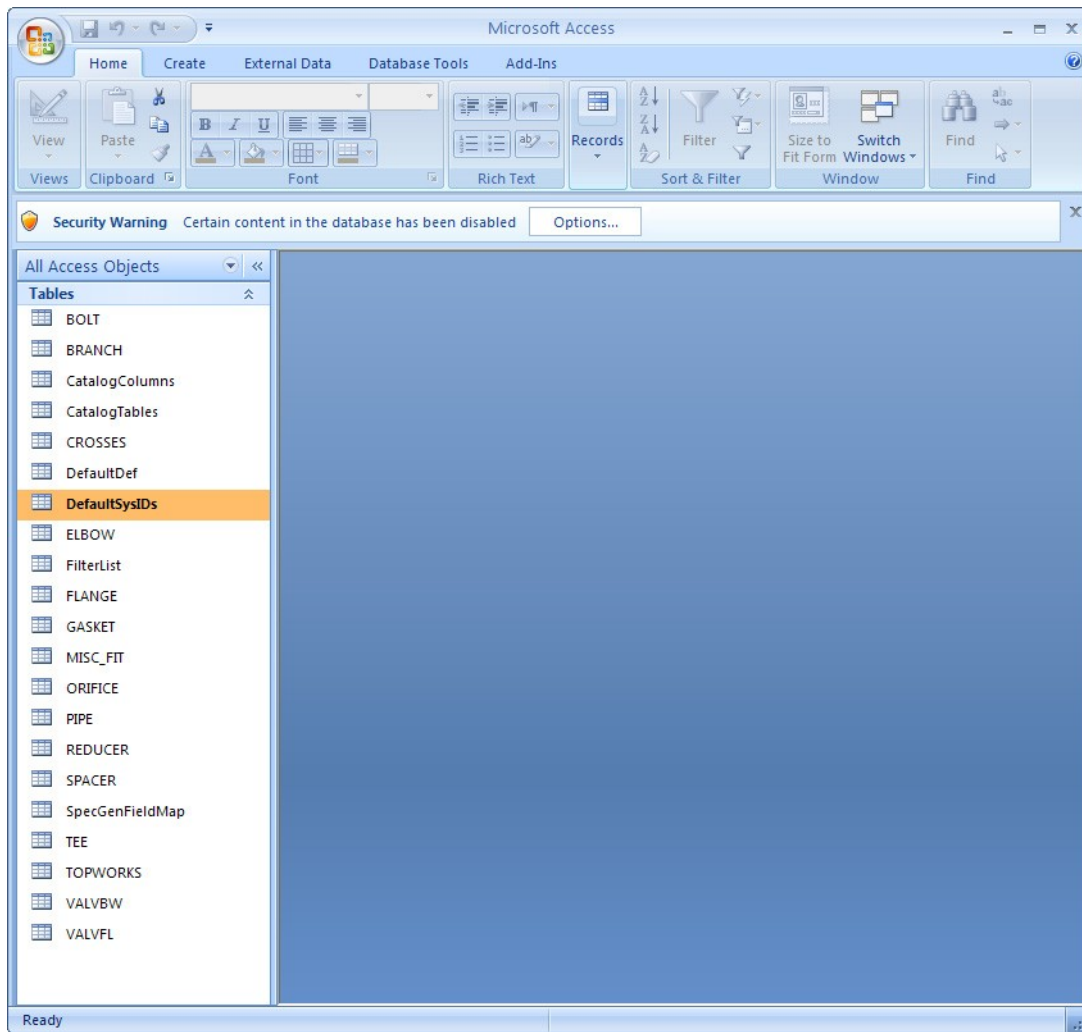 Microsoft Access
Home Create External Data Database Tools Add-Ins
View Paste B I U Records Filter Size to Fit Form Switch Windows Find
Views Clipboard Font Rich Text Sort & Filter Window Find
Security Warning Certain content in the database has been disabled Options...
All Access Objects
Tables
BOLT
BRANCH
CatalogColumns
CatalogTables
CROSSES
DefaultDef
DefaultSysIDs
ELBOW
FilterList
FLANGE
GASKET
MISC_FIT
ORIFICE
PIPE
REDUCER
SPACER
SpecGenFieldMap
TEE
TOPWORKS
VALVBW
VALVFL
Ready